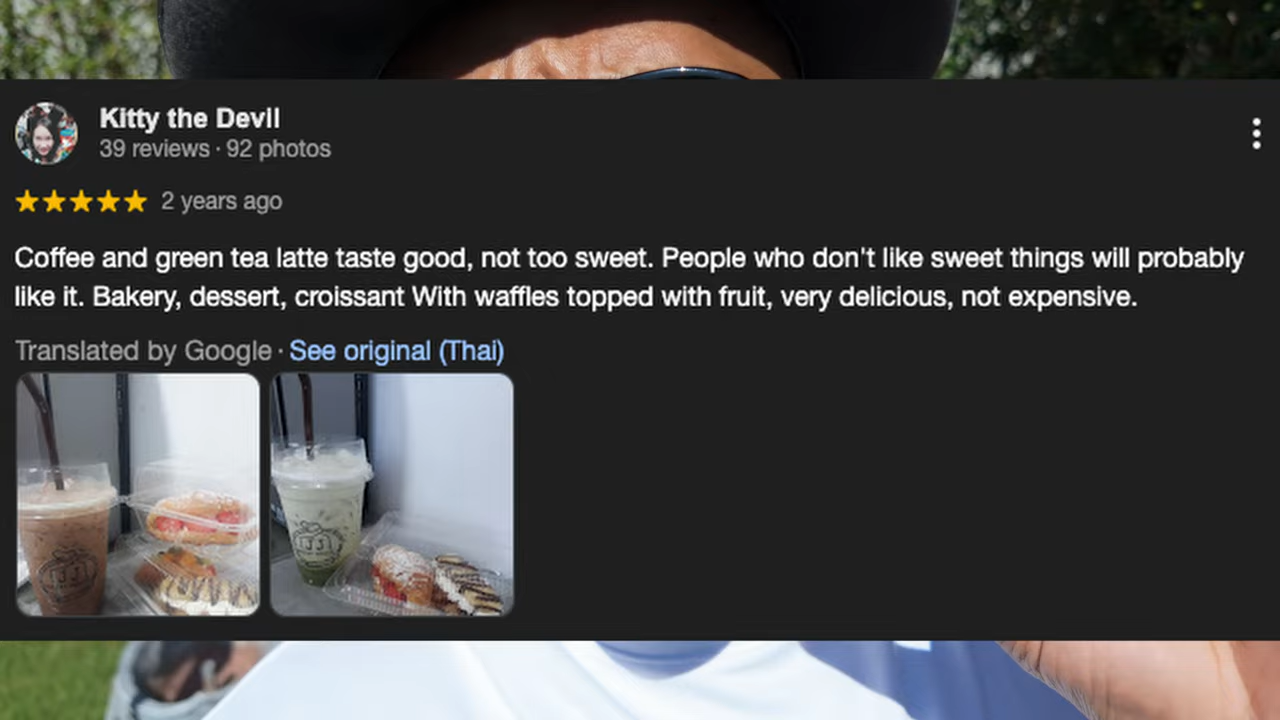 Kitty the Devil
39 reviews · 92 photos
2 years ago
Coffee and green tea latte taste good, not too sweet. People who don't like sweet things will probably
like it. Bakery, dessert, croissant With waffles topped with fruit, very delicious, not expensive.
Translated by Google · See original (Thai)